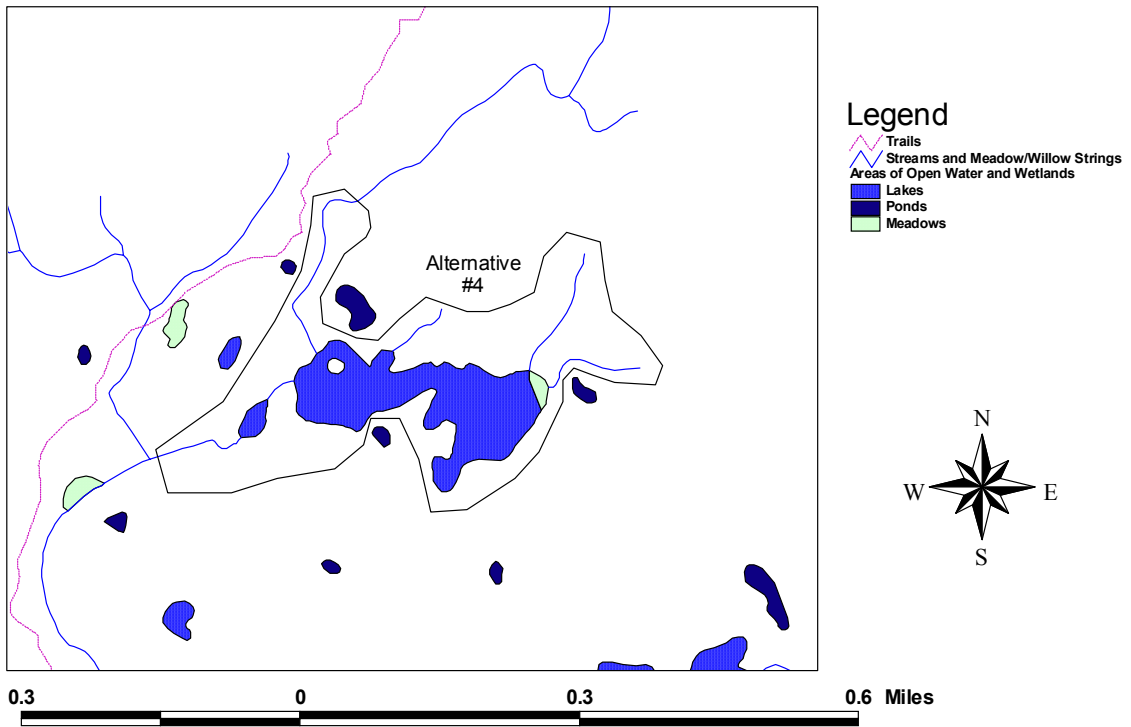 Alternative
#4
Legend
Trails
Streams and Meadow/Willow Strings
Areas of Open Water and Wetlands
Lakes
Ponds
Meadows
N
W E
S
0.3 0 0.3 0.6 Miles